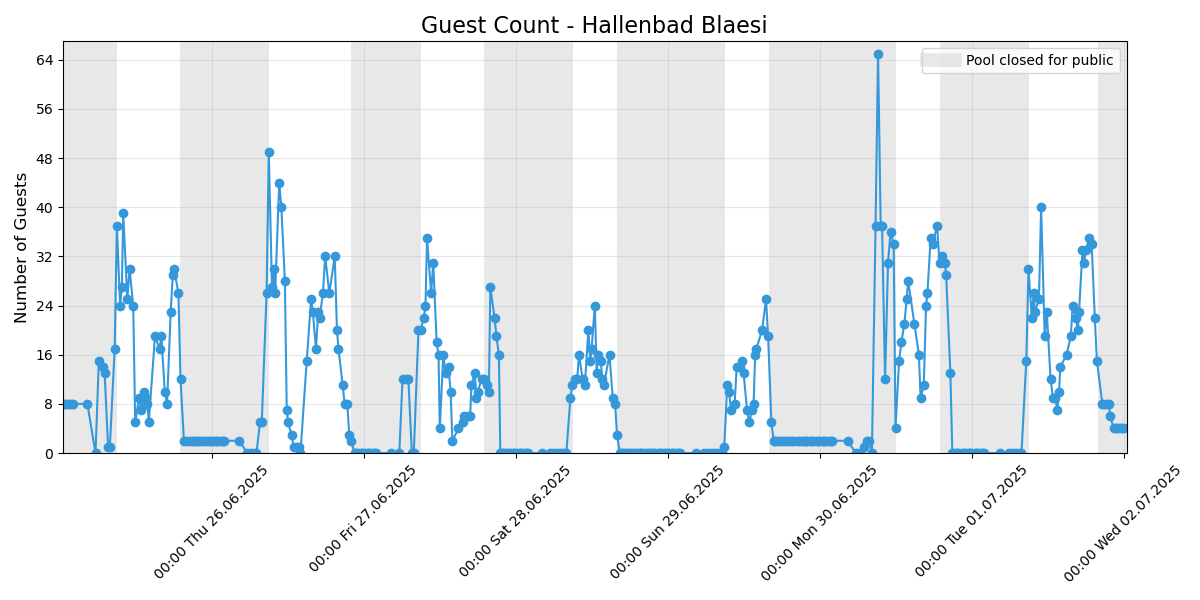 Guest Count - Hallenbad Blaesi
Pool closed for public
Number of Guests
64
56
48
40
32
24
16
8
0
00:00 Thu 26.06.2025
00:00 Fri 27.06.2025
00:00 Sat 28.06.2025
00:00 Sun 29.06.2025
00:00 Mon 30.06.2025
00:00 Tue 01.07.2025
00:00 Wed 02.07.2025